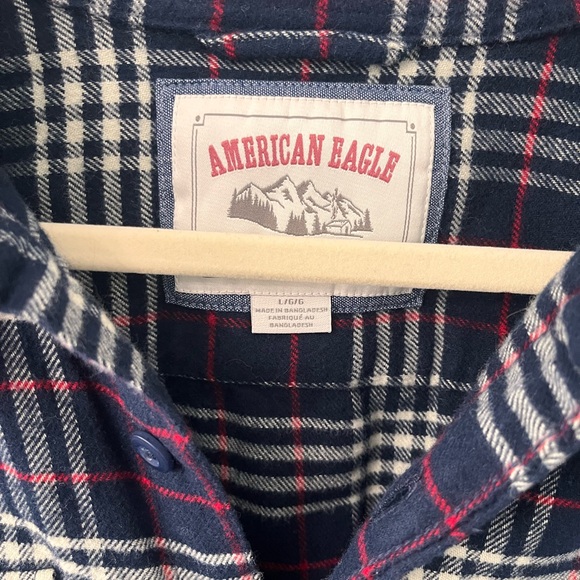 AMERICAN EAGLE
L/G/G
MADE IN BANGLADESH
FABRIQUÉ AU
BANGLADESH